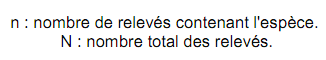 n : nombre de relevés contenant l'espèce.
N : nombre total des relevés.